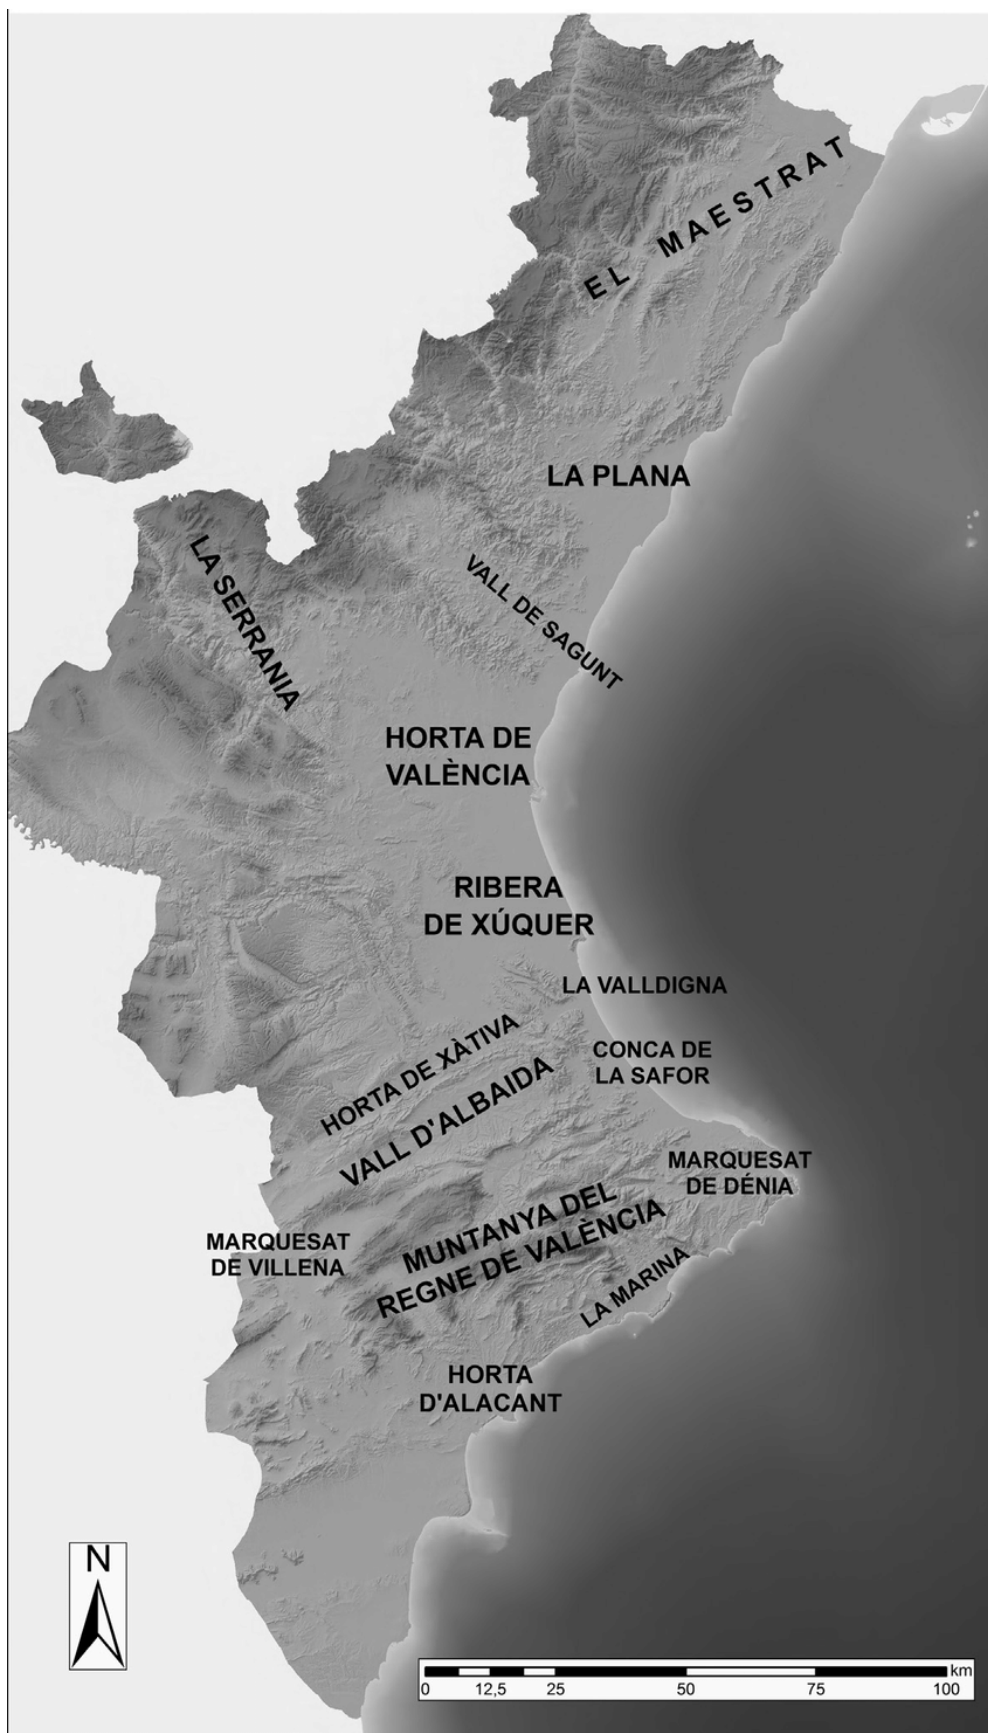 EL MAESTRAT
LA PLANA
LA SERRANIA
VALL DE SAGUNT
HORTA DE
VALÈNCIA
RIBERA
DE XÚQUER
LA VALLDIGNA
HORTA DE XÀTIVA
CONCA DE
LA SAFOR
VALL D'ALBAIDA
MARQUESAT
DE DÉNIA
MUNTANYA DEL
REGNE DE VALÈNCIA
MARQUESAT
DE VILLENA
LA MARINA
HORTA
D'ALACANT
N
km
0 12,5 25 50 75 100